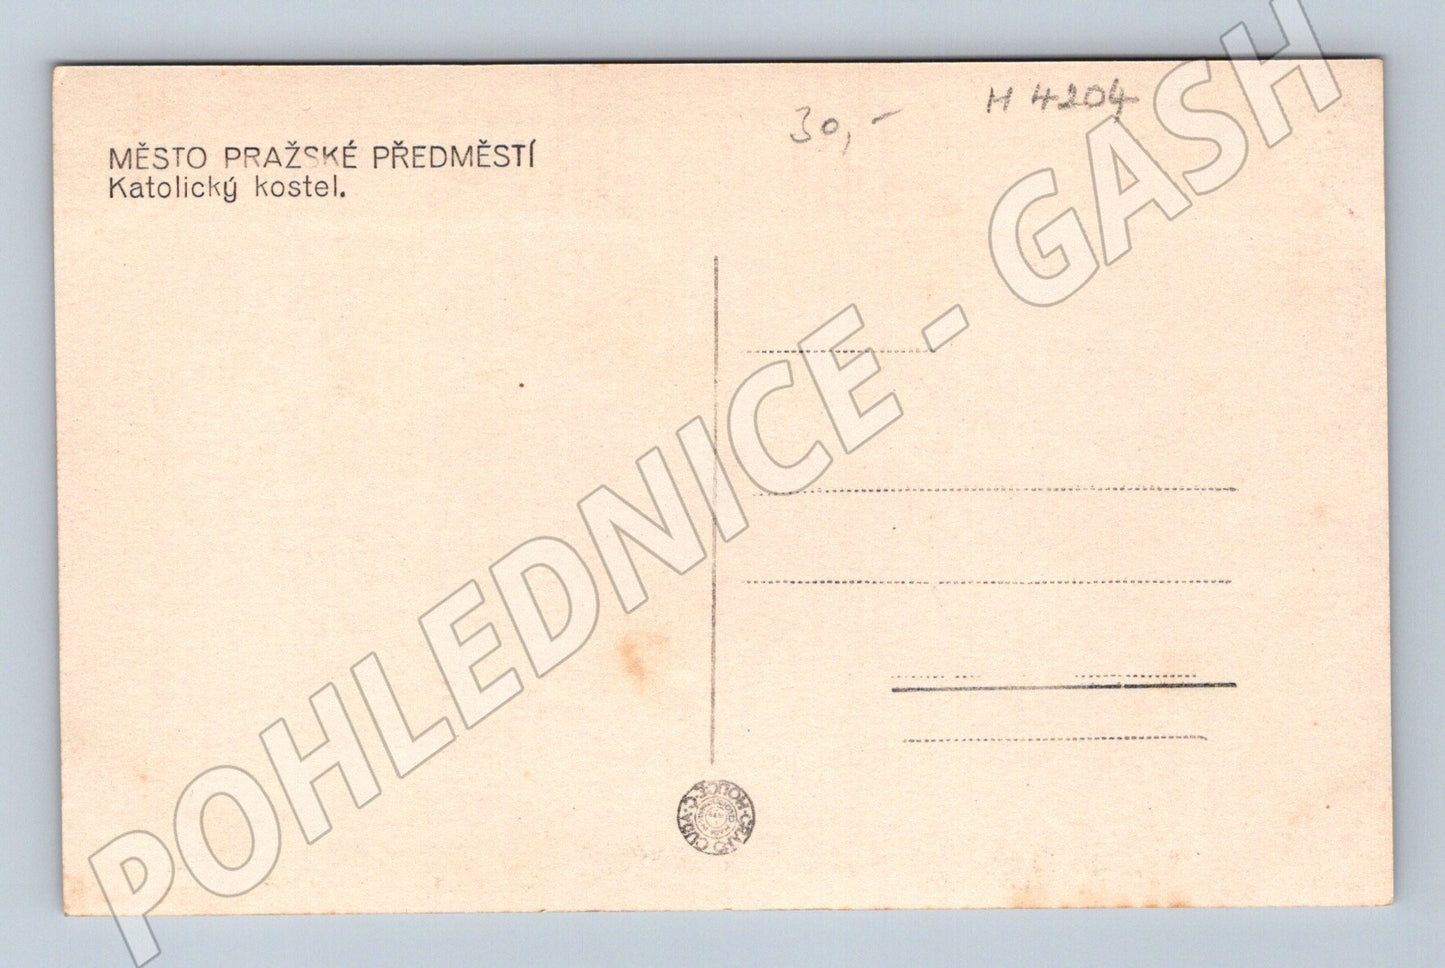 H 4204
30,-
MĚSTO PRAŽSKÉ PŘEDMĚSTÍ
Katolický kostel.
POHLEDNICE - GASH